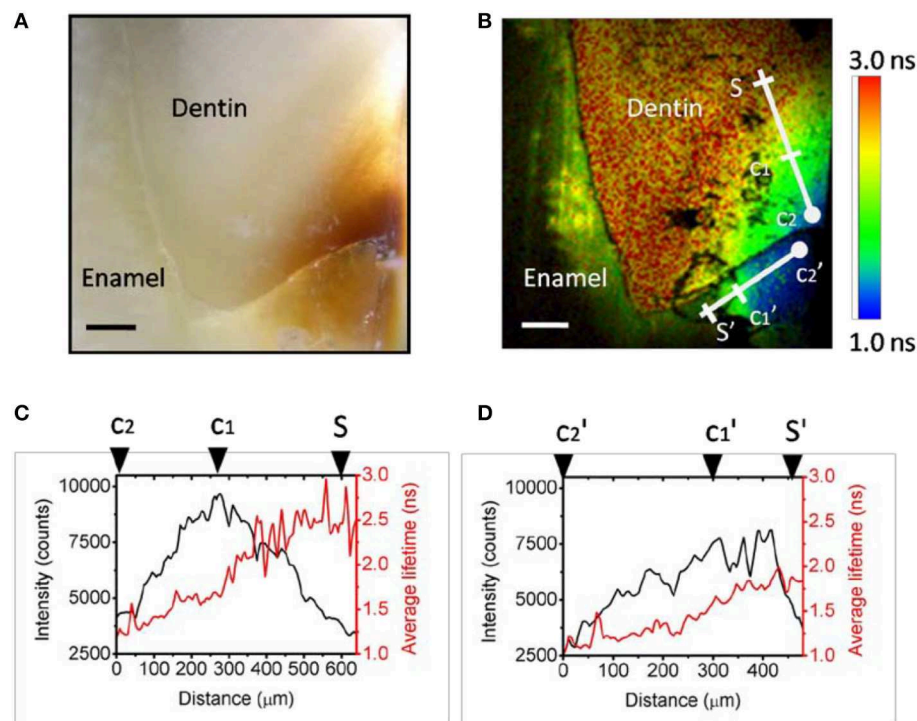 A
B
Dentin
Enamel
Dentin
Enamel
S
C1
C2
C2'
C1'
S'
3.0 ns
1.0 ns
C
C2 C1 S
10000
7500
5000
2500
Intensity (counts)
3.0
2.5
2.0
1.5
1.0
Average lifetime (ns)
0 100 200 300 400 500 600
Distance (μm)
D
C2' C1' S'
10000
7500
5000
2500
Intensity (counts)
3.0
2.5
2.0
1.5
1.0
Average lifetime (ns)
0 100 200 300 400
Distance (μm)